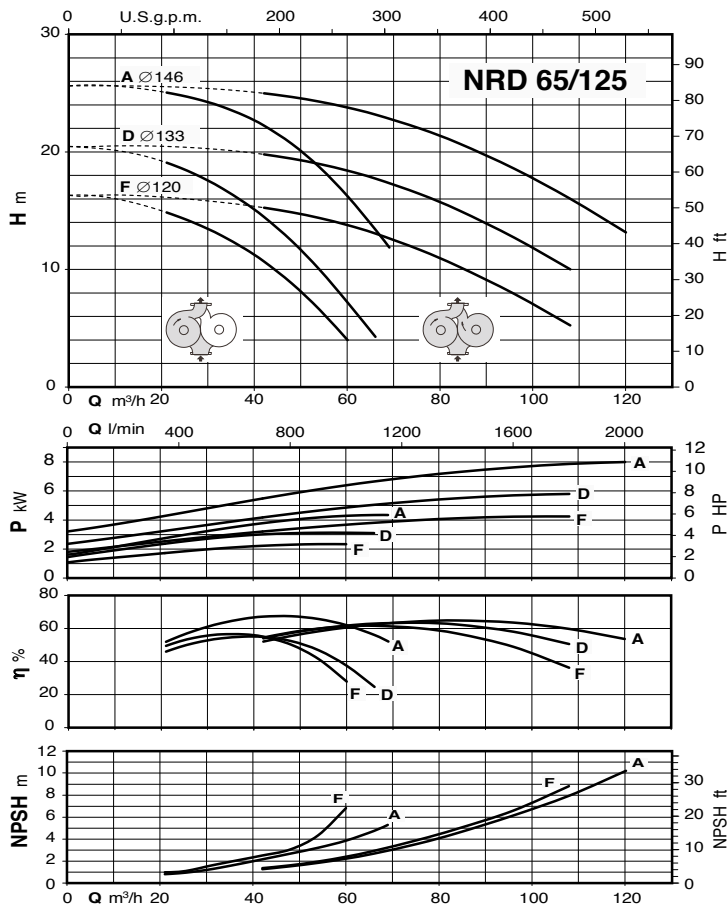 0 U.S.g.p.m. 100 200 300 400 500
NRD 65/125
A ∅146
D ∅133
F ∅120
H m
30
20
10
0
H ft
90
80
70
60
50
40
30
20
10
0
0 Q m³/h 20 40 60 80 100 120
0 Q l/min 400 800 1200 1600 2000
P kW
8
6
4
2
0
P HP
12
10
8
6
4
2
0
A
D
F
A
D
F
η %
80
60
40
20
0
A
D
F
A
D
F
NPSH m
12
10
8
6
4
2
0
NPSH ft
30
20
10
0
F
A
F
A
0 Q m³/h 20 40 60 80 100 120